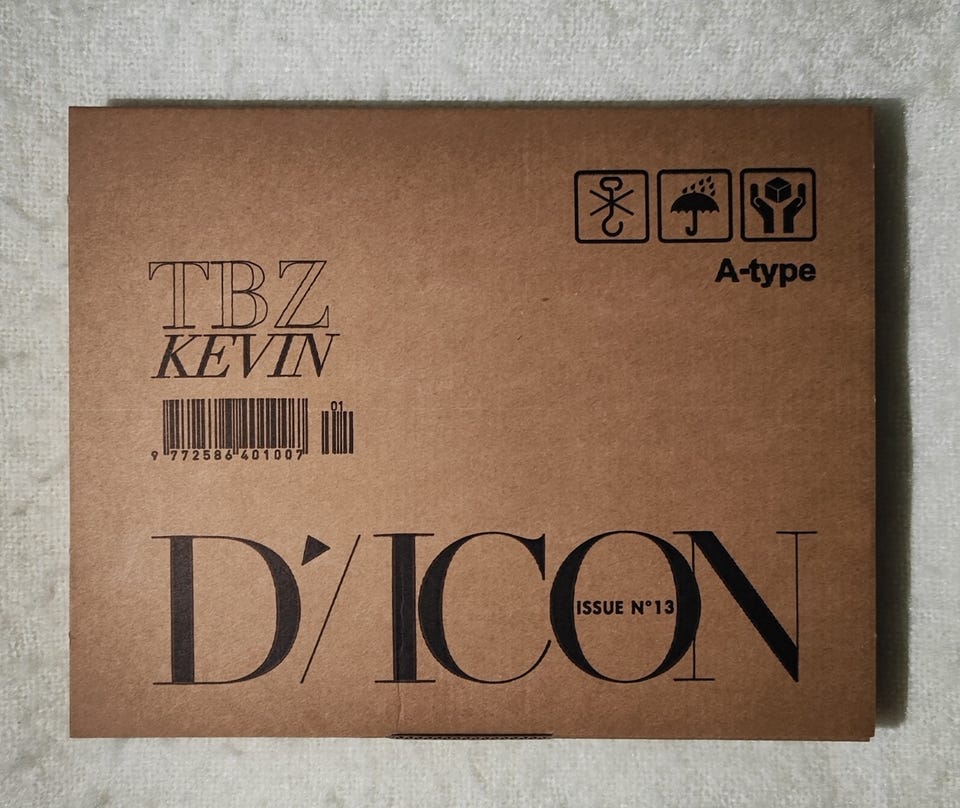 A-type
TBZ
KEVIN
01
9 772586 401007
D’/ICON
ISSUE N°13